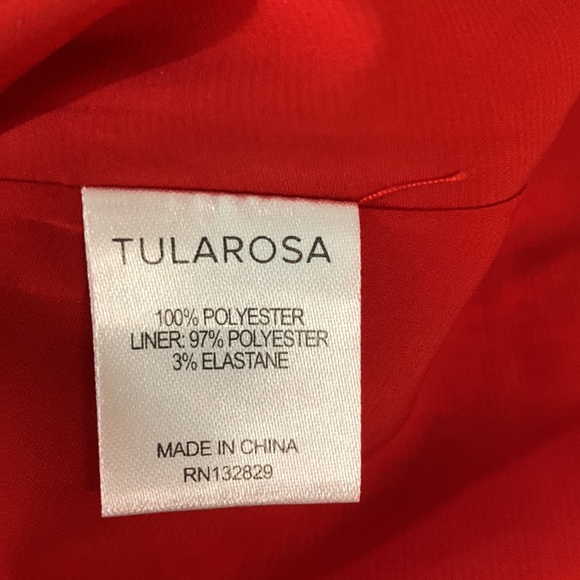 TULAROSA
100% POLYESTER
LINER: 97% POLYESTER
3% ELASTANE
MADE IN CHINA
RN132829